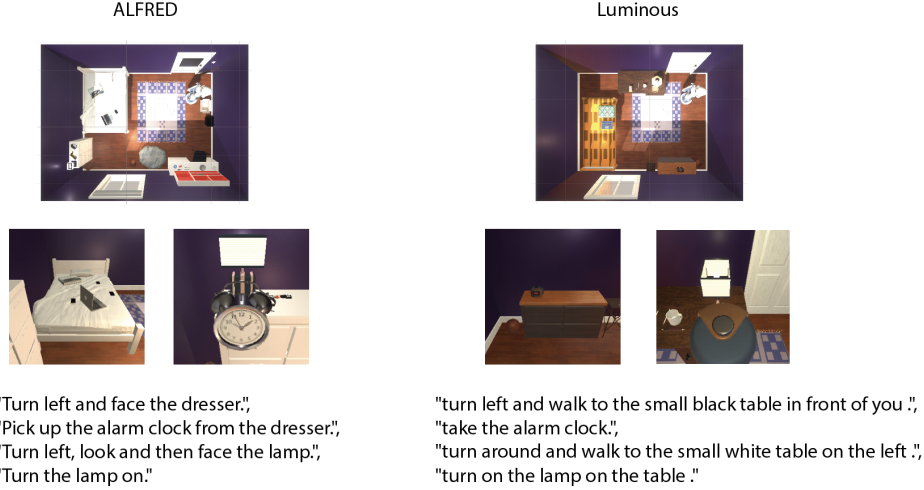 ALFRED
Luminous
"Turn left and face the dresser.",
"Pick up the alarm clock from the dresser.",
"Turn left, look and then face the lamp.",
"Turn the lamp on."
"turn left and walk to the small black table in front of you .",
"take the alarm clock.",
"turn around and walk to the small white table on the left .",
"turn on the lamp on the table ."